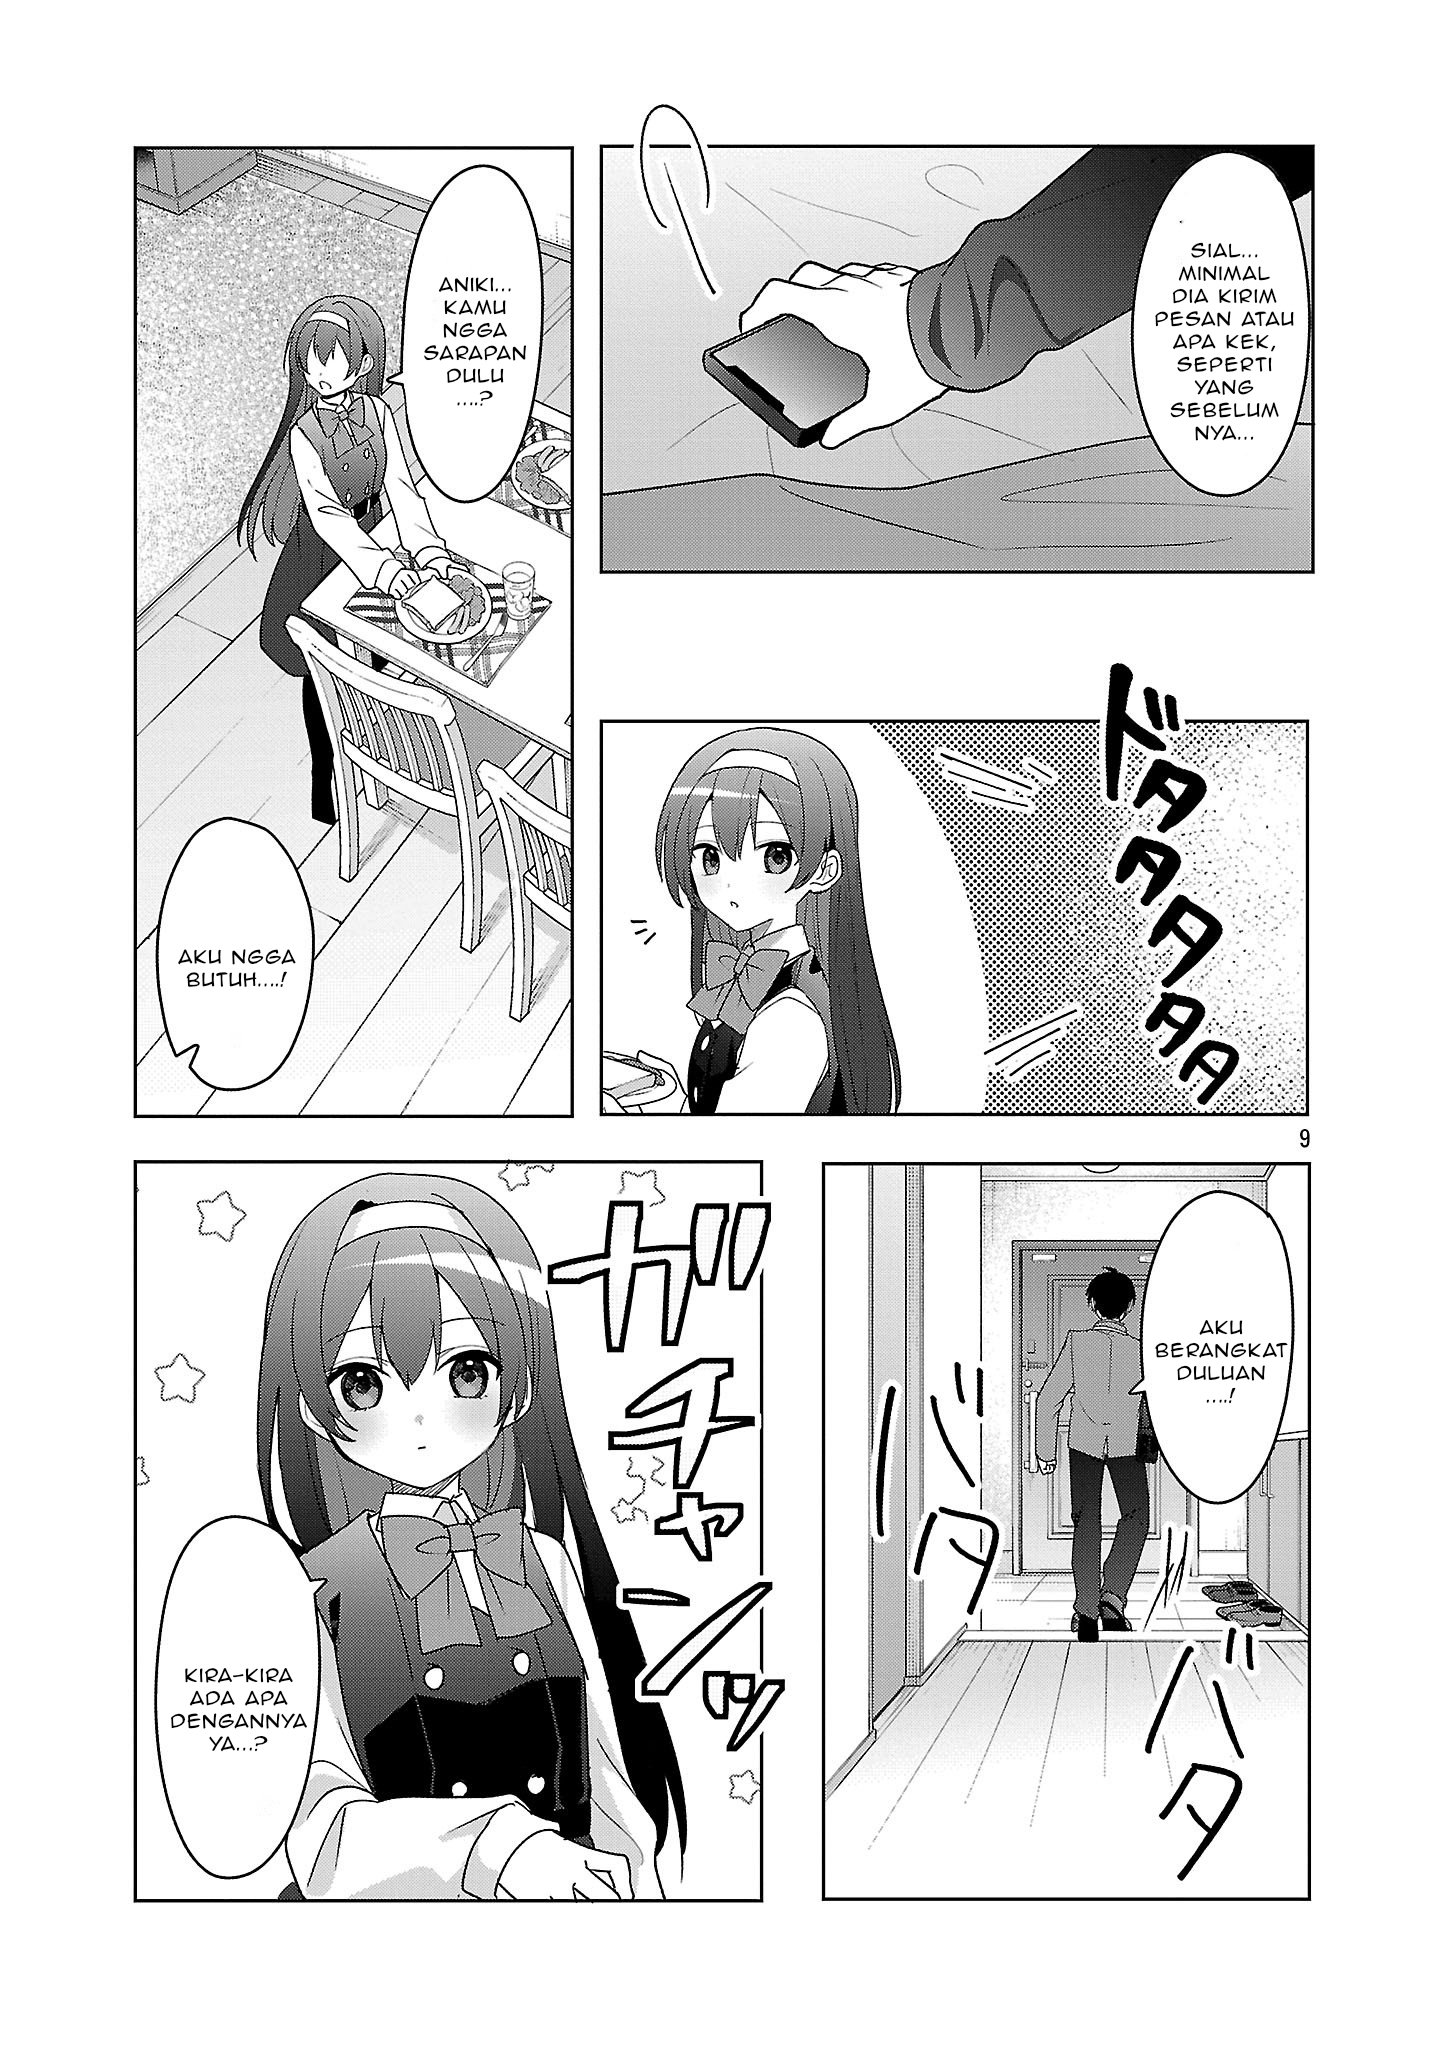 SIAL...
MINIMAL
DIA KIRIM
PESAN ATAU
APA KEK,
SEPERTI
YANG
SEBELUM
NYA...
ANIKI...
KAMU
NGGA
SARAPAN
DULU
....?
AKU NGGA
BUTUH....!
ドタタタタタ
9
AKU
BERANGKAT
DULUAN
....!
バタ
バタ
ガチャンッ
KIRA-KIRA
ADA APA
DENGANNYA
YA...?